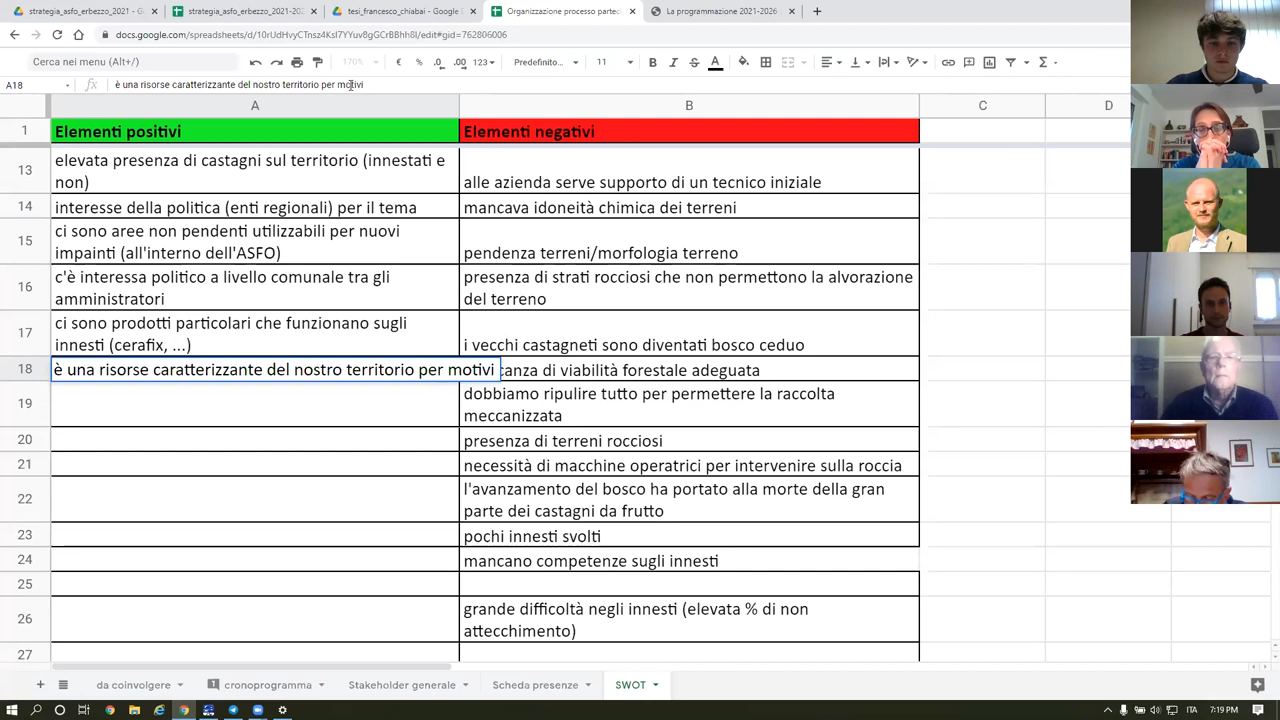 strategia_asfo_erbezzo_2021 - G
strategia_asfo_erbezzo_2021-202
tesi_francesco_chiabai - Google
Organizzazione processo partec
La programmazione 2021-2026
docs.google.com/spreadsheets/d/10rUdHvyCTnsz4KsI7YYuv8gGCrBBhh8l/edit#gid=762806006
Cerca nei menu (Alt+/)
170%
€ % .0 .00 123
Predefinito...
11
B I S A
A18
fx
è una risorse caratterizzante del nostro territorio per motivi
A B C D
1 Elementi positivi Elementi negativi
13 elevata presenza di castagni sul territorio (innestati e
non) alle azienda serve supporto di un tecnico iniziale
14 interesse della politica (enti regionali) per il tema mancava idoneità chimica dei terreni
15 ci sono aree non pendenti utilizzabili per nuovi
impainti (all'interno dell'ASFO) pendenza terreni/morfologia terreno
16 c'è interessa politico a livello comunale tra gli presenza di strati rocciosi che non permettono la alvorazione
amministratori del terreno
17 ci sono prodotti particolari che funzionano sugli
innesti (cerafix, ...) i vecchi castagneti sono diventati bosco ceduo
18 è una risorse caratterizzante del nostro territorio per motivi canza di viabilità forestale adeguata
19 dobbiamo ripulire tutto per permettere la raccolta
meccanizzata
20 presenza di terreni rocciosi
21 necessità di macchine operatrici per intervenire sulla roccia
22 l'avanzamento del bosco ha portato alla morte della gran
parte dei castagni da frutto
23 pochi innesti svolti
24 mancano competenze sugli innesti
25
26 grande difficoltà negli innesti (elevata % di non
attecchimento)
27
da coinvolgere
cronoprogramma
Stakeholder generale
Scheda presenze
SWOT
ITA
7:19 PM